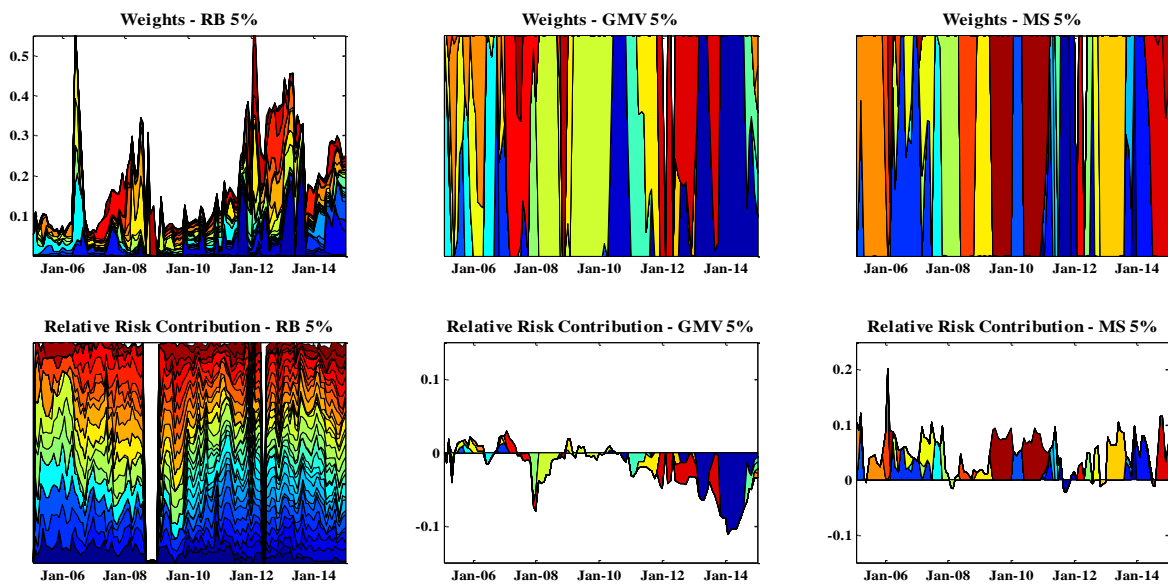 Weights - RB 5%
Weights - GMV 5%
Weights - MS 5%
0.5
0.4
0.3
0.2
0.1
Jan-06 Jan-08 Jan-10 Jan-12 Jan-14
Jan-06 Jan-08 Jan-10 Jan-12 Jan-14
Jan-06 Jan-08 Jan-10 Jan-12 Jan-14
Relative Risk Contribution - RB 5%
Relative Risk Contribution - GMV 5%
Relative Risk Contribution - MS 5%
0.1
0
-0.1
0.2
0.1
0
-0.1
Jan-06 Jan-08 Jan-10 Jan-12 Jan-14
Jan-06 Jan-08 Jan-10 Jan-12 Jan-14
Jan-06 Jan-08 Jan-10 Jan-12 Jan-14